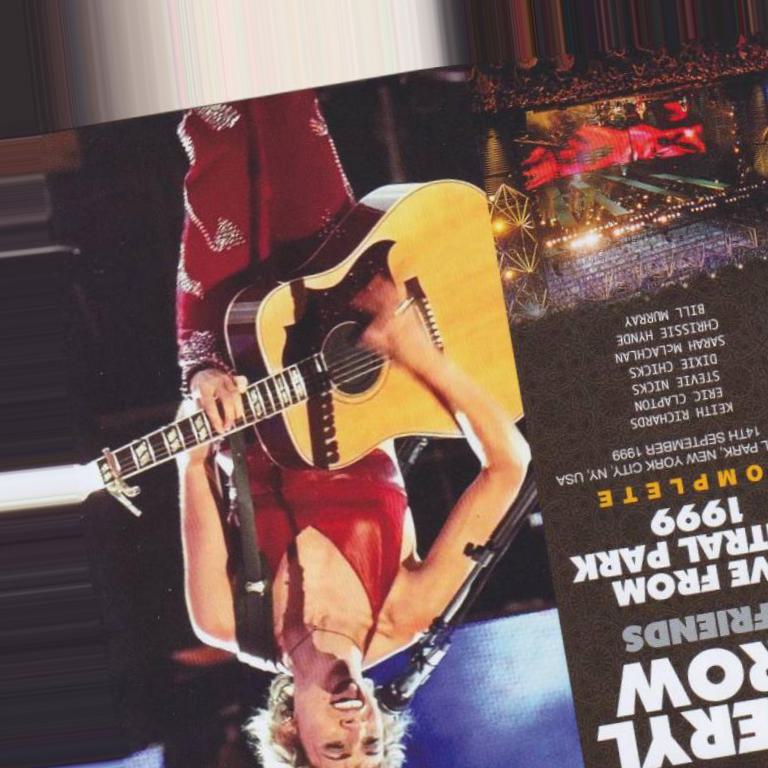 ERYL
ROW
FRIENDS
VE FROM
TRAL PARK
1999
OMPLETE
L PARK, NEW YORK CITY, NY, USA
14TH SEPTEMBER 1999
KEITH RICHARDS
ERIC CLAPTON
STEVIE NICKS
DIXIE CHICKS
SARAH McLACHLAN
CHRISSIE HYNDE
BILL MURRAY